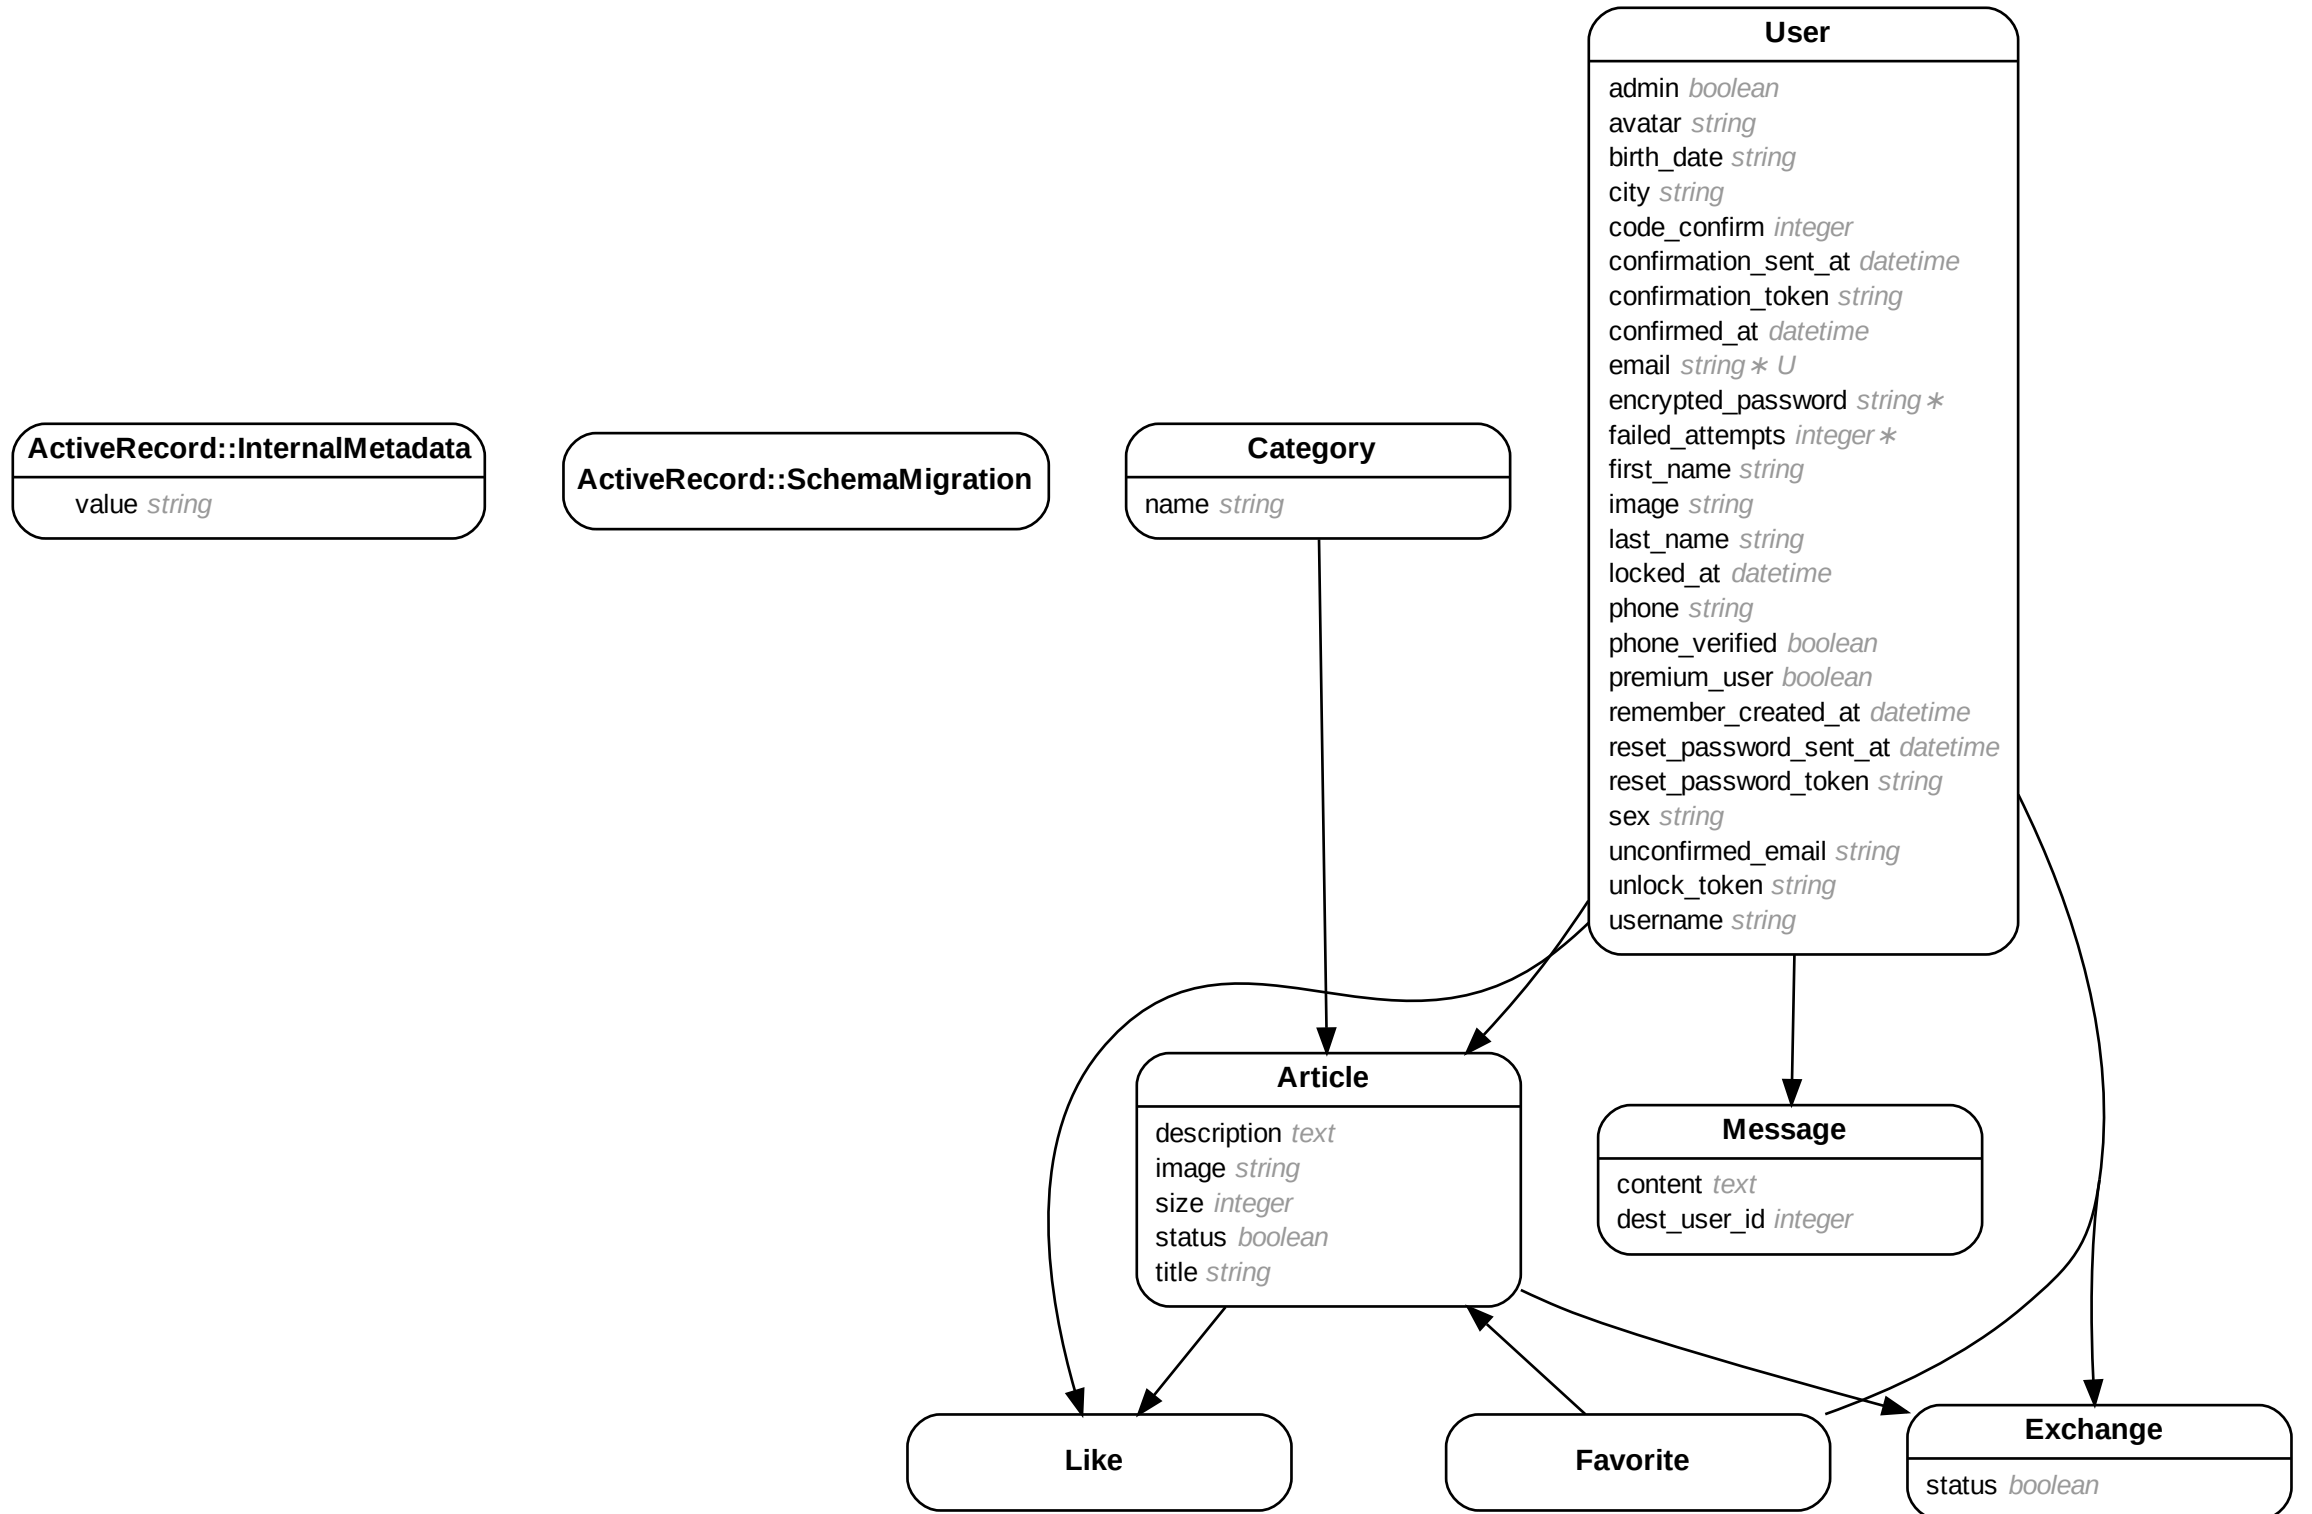 User
admin boolean
avatar string
birth_date string
city string
code_confirm integer
confirmation_sent_at datetime
confirmation_token string
confirmed_at datetime
email string∗ U
encrypted_password string∗
failed_attempts integer∗
first_name string
image string
last_name string
locked_at datetime
phone string
phone_verified boolean
premium_user boolean
remember_created_at datetime
reset_password_sent_at datetime
reset_password_token string
sex string
unconfirmed_email string
unlock_token string
username string
ActiveRecord::InternalMetadata
value string
ActiveRecord::SchemaMigration
Category
name string
Article
description text
image string
size integer
status boolean
title string
Message
content text
dest_user_id integer
Like
Favorite
Exchange
status boolean